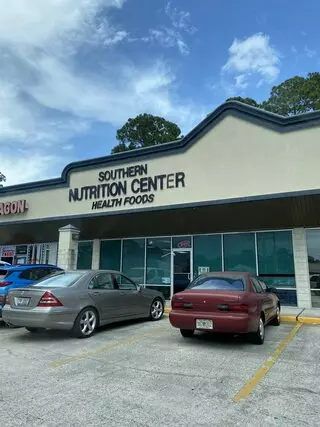 SOUTHERN
NUTRITION CENTER
HEALTH FOODS
AGON